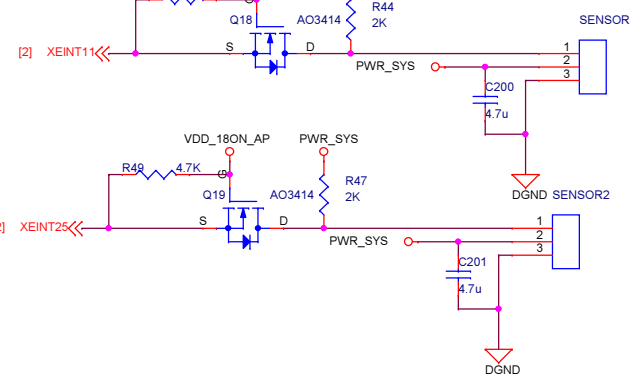 R44
Q18
AO3414
2K
SENSOR
[2] XEINT11
S
D
1
PWR_SYS
2
3
C200
4.7u
VDD_18ON_AP
PWR_SYS
R49
4.7K
G
R47
DGND
SENSOR2
Q19
AO3414
2K
XEINT25
S
D
1
PWR_SYS
2
3
C201
4.7u
DGND